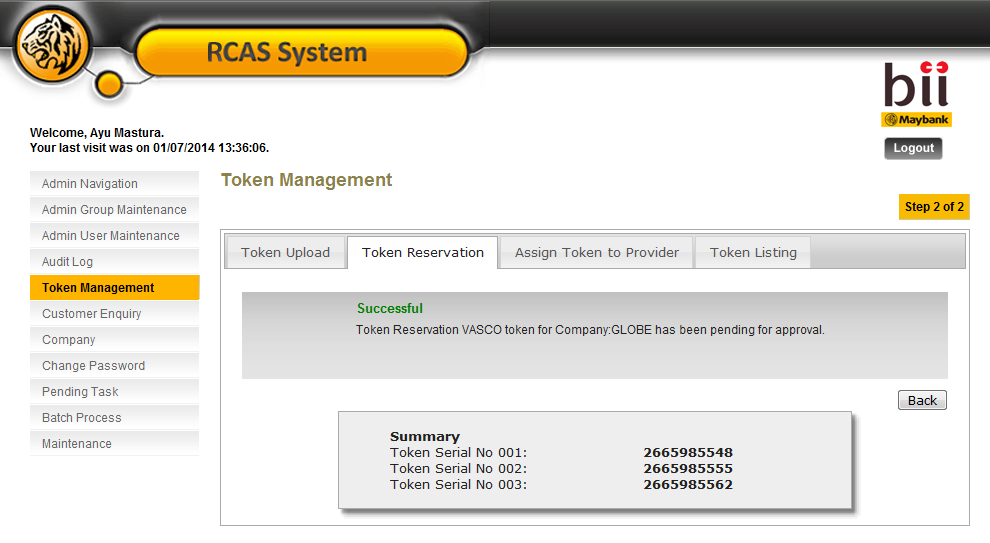 RCAS System
bii
Maybank
Welcome, Ayu Mastura.
Your last visit was on 01/07/2014 13:36:06.
Logout
Admin Navigation
Admin Group Maintenance
Admin User Maintenance
Audit Log
Token Management
Customer Enquiry
Company
Change Password
Pending Task
Batch Process
Maintenance
Token Management
Step 2 of 2
Token Upload Token Reservation Assign Token to Provider Token Listing
Successful
Token Reservation VASCO token for Company:GLOBE has been pending for approval.
Back
Summary
Token Serial No 001: 2665985548
Token Serial No 002: 2665985555
Token Serial No 003: 2665985562